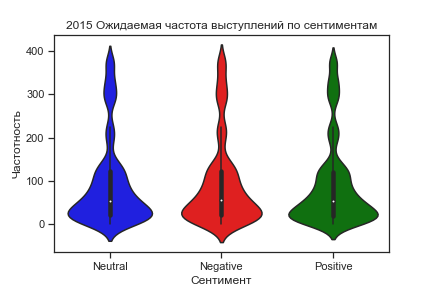 2015 Ожидаемая частота выступлений по сентиментам
Частотность
400
300
200
100
0
Neutral Negative Positive
Сентимент